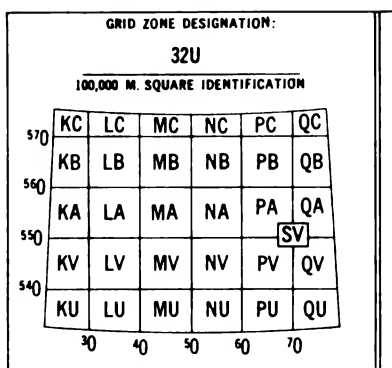 GRID ZONE DESIGNATION:
32U
100,000 M. SQUARE IDENTIFICATION
KC LC MC NC PC QC
570
KB LB MB NB PB QB
560
KA LA MA NA PA QA
SV
550
KV LV MV NV PV QV
540
KU LU MU NU PU QU
30 40 50 60 70